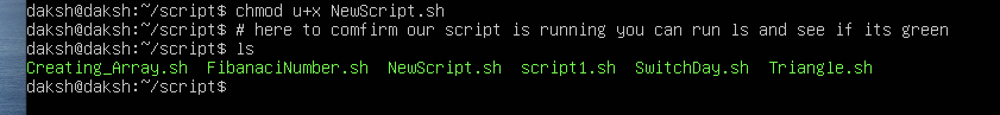 daksh@daksh:~/script$ chmod u+x NewScript.sh
daksh@daksh:~/script$ # here to comfirm our script is running you can run ls and see if its green
daksh@daksh:~/script$ ls
Creating_Array.sh  FibanaciNumber.sh  NewScript.sh  script1.sh  SwitchDay.sh  Triangle.sh
daksh@daksh:~/script$